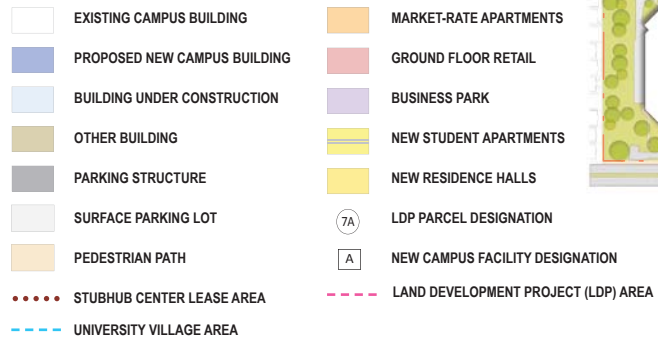 EXISTING CAMPUS BUILDING
PROPOSED NEW CAMPUS BUILDING
BUILDING UNDER CONSTRUCTION
OTHER BUILDING
PARKING STRUCTURE
SURFACE PARKING LOT
PEDESTRIAN PATH
STUBHUB CENTER LEASE AREA
UNIVERSITY VILLAGE AREA
MARKET-RATE APARTMENTS
GROUND FLOOR RETAIL
BUSINESS PARK
NEW STUDENT APARTMENTS
NEW RESIDENCE HALLS
7A LDP PARCEL DESIGNATION
A NEW CAMPUS FACILITY DESIGNATION
LAND DEVELOPMENT PROJECT (LDP) AREA